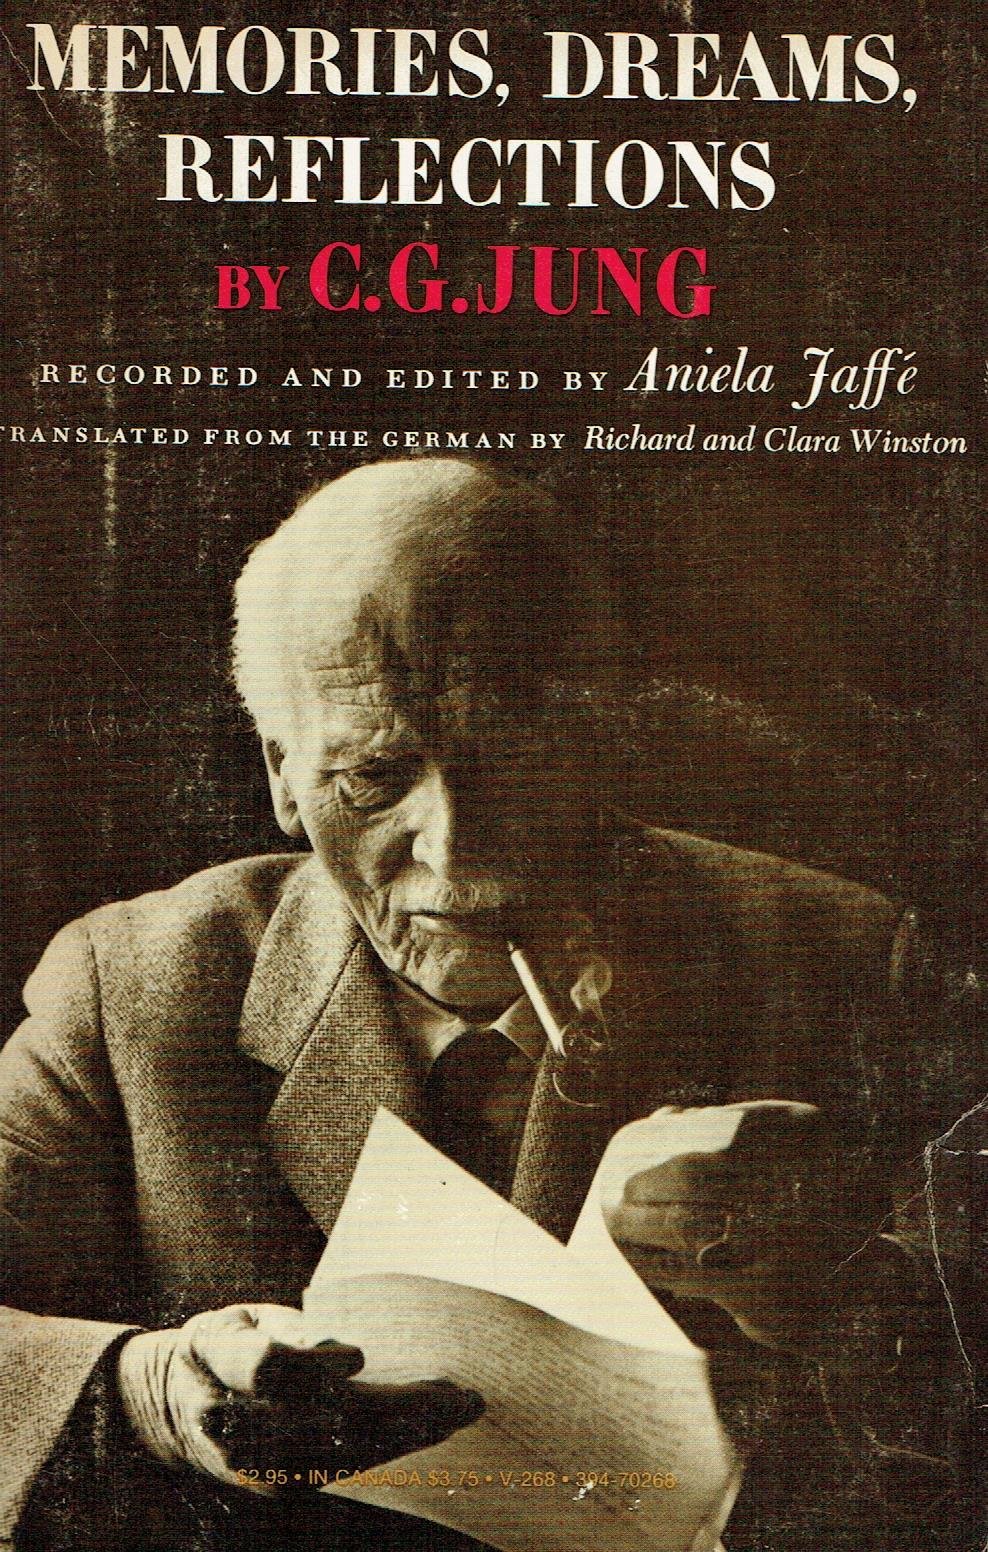 MEMORIES, DREAMS,
REFLECTIONS
BY C.G. JUNG
RECORDED AND EDITED BY Aniela Jaffé
TRANSLATED FROM THE GERMAN BY Richard and Clara Winston
$2.95 • IN CANADA $3.75 • V-268 • 394-70268